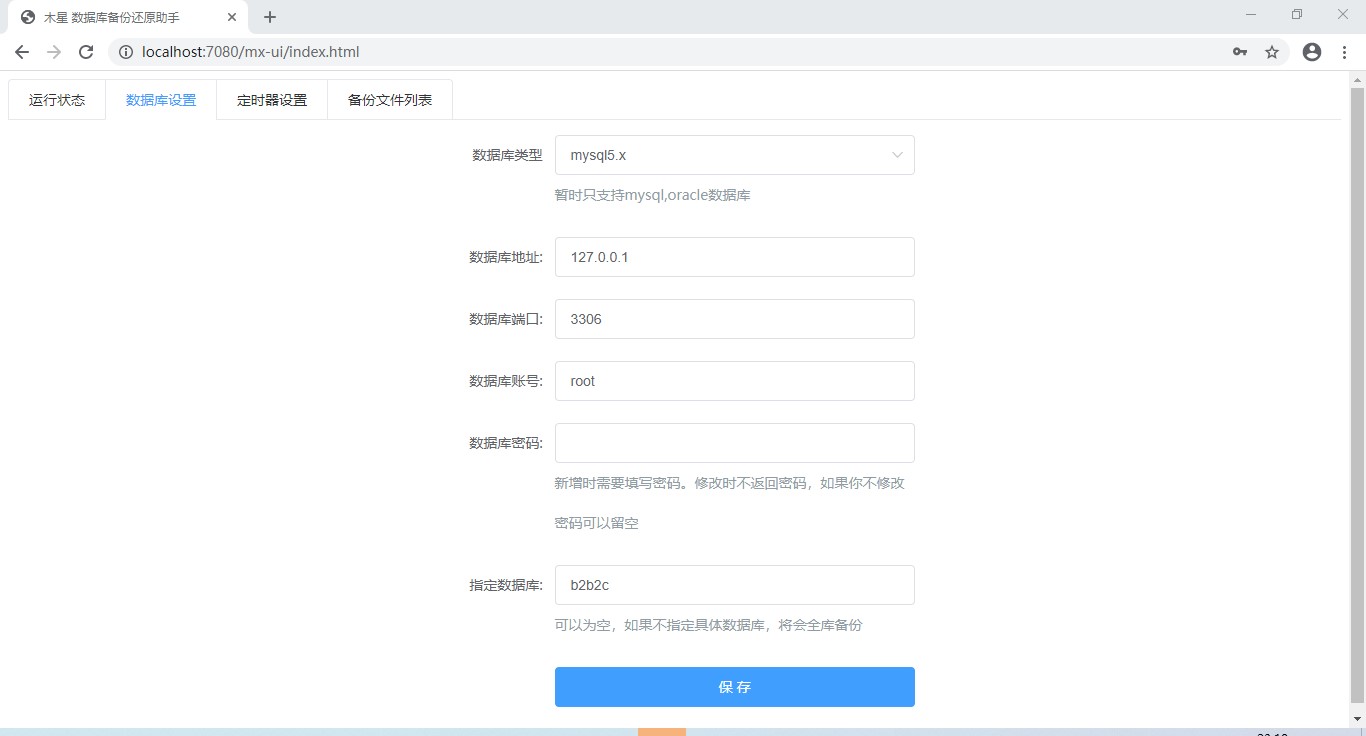 木星 数据库备份还原助手
localhost:7080/mx-ui/index.html
运行状态 数据库设置 定时器设置 备份文件列表
数据库类型 mysql5.x
暂时只支持mysql,oracle数据库
数据库地址: 127.0.0.1
数据库端口: 3306
数据库账号: root
数据库密码:
新增时需要填写密码。修改时不返回密码，如果你不修改
密码可以留空
指定数据库: b2b2c
可以为空，如果不指定具体数据库，将会全库备份
保 存